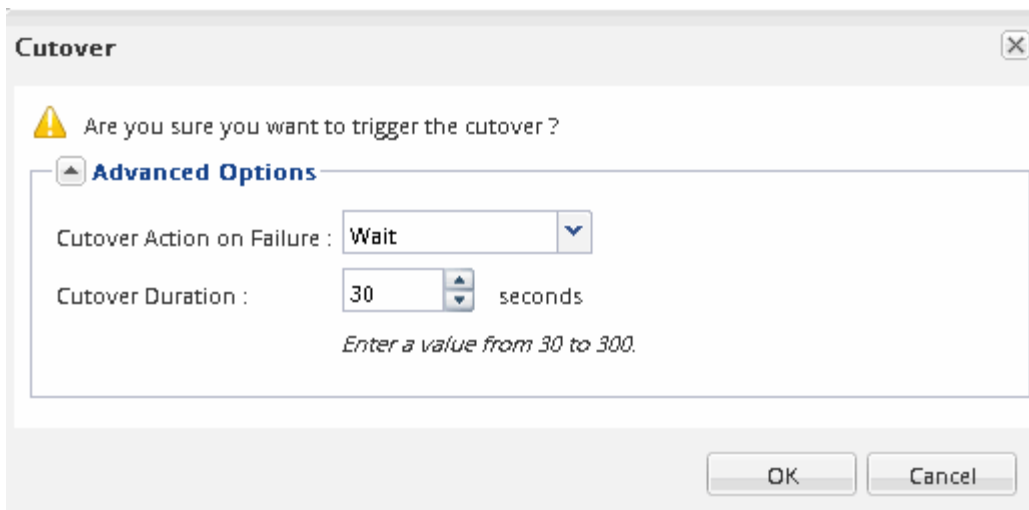 Cutover
Are you sure you want to trigger the cutover ?
Advanced Options
Cutover Action on Failure : Wait
Cutover Duration : 30 seconds
Enter a value from 30 to 300.
OK Cancel